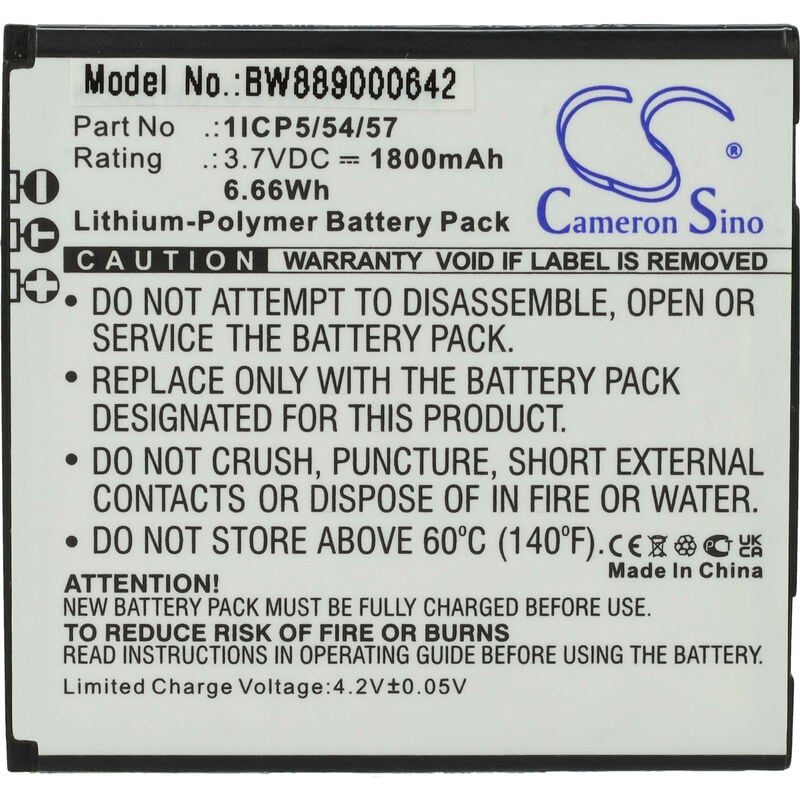 Model No.:BW889000642
Part No .:1ICP5/54/57
Rating .:3.7VDC ⎓ 1800mAh
6.66Wh
Lithium-Polymer Battery Pack
CS ®
Cameron Sino
CAUTION WARRANTY VOID IF LABEL IS REMOVED
• DO NOT ATTEMPT TO DISASSEMBLE, OPEN OR
SERVICE THE BATTERY PACK.
• REPLACE ONLY WITH THE BATTERY PACK
DESIGNATED FOR THIS PRODUCT.
• DO NOT CRUSH, PUNCTURE, SHORT EXTERNAL
CONTACTS OR DISPOSE OF IN FIRE OR WATER.
• DO NOT STORE ABOVE 60°C (140°F). CE UKCA
Made In China
ATTENTION!
NEW BATTERY PACK MUST BE FULLY CHARGED BEFORE USE.
TO REDUCE RISK OF FIRE OR BURNS
READ INSTRUCTIONS IN OPERATING GUIDE BEFORE USING BATTERY.
Limited Charge Voltage:4.2V±0.05V